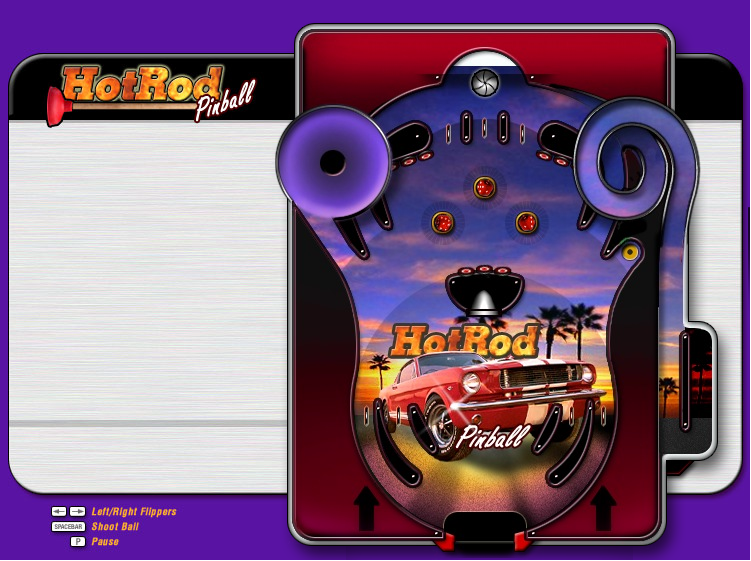 HotRod
Pinball
HotRod
Pinball
Left/Right Flippers
SPACEBAR Shoot Ball
P Pause